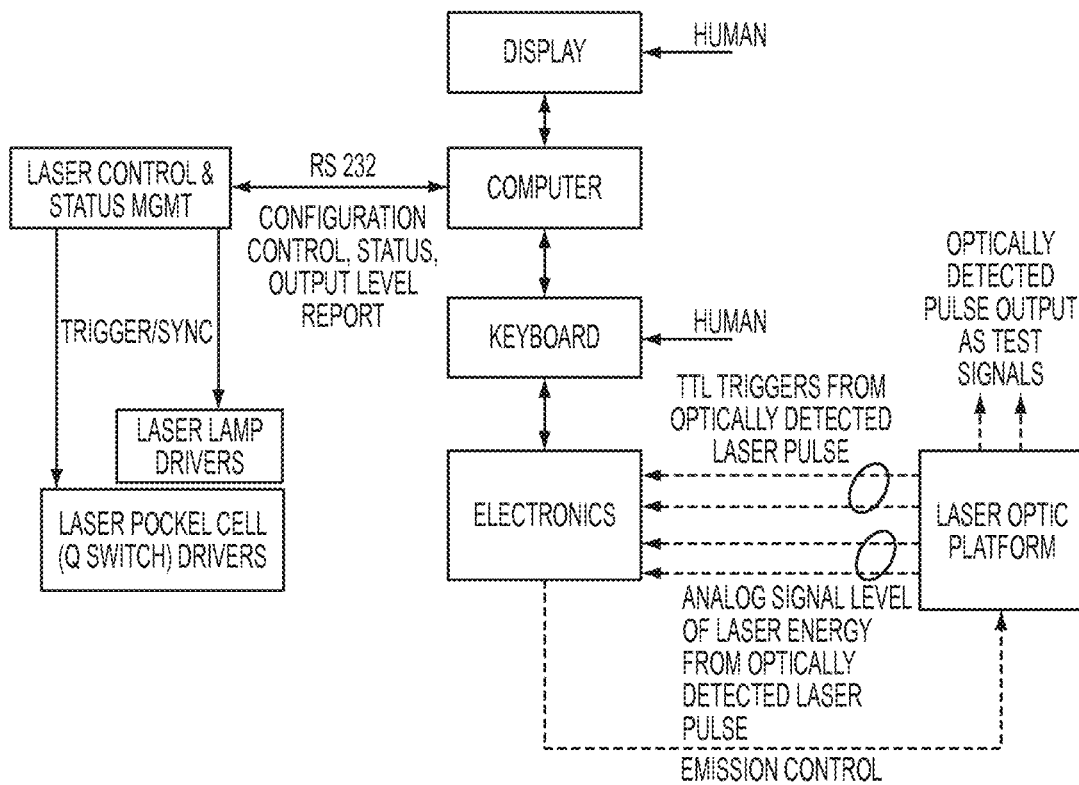 DISPLAY
HUMAN
LASER CONTROL &
STATUS MGMT
RS 232
COMPUTER
CONFIGURATION
CONTROL, STATUS,
OUTPUT LEVEL
REPORT
TRIGGER/SYNC
KEYBOARD
HUMAN
OPTICALLY
DETECTED
PULSE OUTPUT
AS TEST
SIGNALS
LASER LAMP
DRIVERS
TTL TRIGGERS FROM
OPTICALLY DETECTED
LASER PULSE
LASER POCKEL CELL
(Q SWITCH) DRIVERS
ELECTRONICS
LASER OPTIC
PLATFORM
ANALOG SIGNAL LEVEL
OF LASER ENERGY
FROM OPTICALLY
DETECTED LASER
PULSE
EMISSION CONTROL